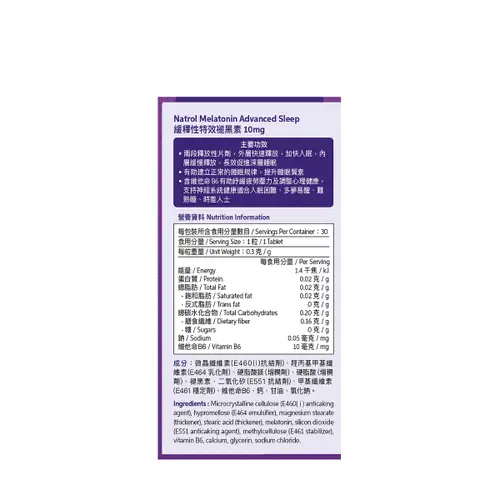 Natrol Melatonin Advanced Sleep
緩釋性特效褪黑素 10mg
主要功效
• 兩段釋放性片劑，外層快速釋放，加快入眠、內
層緩慢釋放，長效促進深層睡眠
• 有助建立正常的睡眠規律，提升睡眠質素
• 含維他命B6有助紓緩疲勞壓力及調整心理健康，
支持神經系統健康適合入眠困難、多夢易醒、難
熟睡、時差人士
營養資料 Nutrition Information
每包裝所含食用分量數目 / Servings Per Container：30
食用分量 / Serving Size：1 粒 / 1 Tablet
每粒重量 / Unit Weight：0.3 克 / g
每食用分量 / Per Serving
能量 / Energy 1.4 千焦 / kJ
蛋白質 / Protein 0.02 克 / g
總脂肪 / Total Fat 0.02 克 / g
- 飽和脂肪 / Saturated fat 0.02 克 / g
- 反式脂肪 / Trans fat 0 克 / g
總碳水化合物 / Total Carbohydrates 0.20 克 / g
- 膳食纖維 / Dietary fiber 0.16 克 / g
- 糖 / Sugars 0 克 / g
鈉 / Sodium 0.05 毫克 / mg
維他命B6 / Vitamin B6 10 毫克 / mg
成分：微晶纖維素(E460(i)抗結劑)、羥丙基甲基纖
維素(E464 乳化劑)、硬脂酸鎂(增稠劑)、硬脂酸(增稠
劑)、褪黑素、二氧化矽(E551 抗結劑)、甲基纖維素
(E461 穩定劑)、維他命B6、鈣、甘油、氯化鈉。
Ingredients : Microcrystalline cellulose (E460( i ) anticaking
agent), hypromellose (E464 emulsifier), magnesium stearate
(thickener), stearic acid (thickener), melatonin, silicon dioxide
(E551 anticaking agent), methylcellulose (E461 stabilizer),
vitamin B6, calcium, glycerin, sodium chloride.